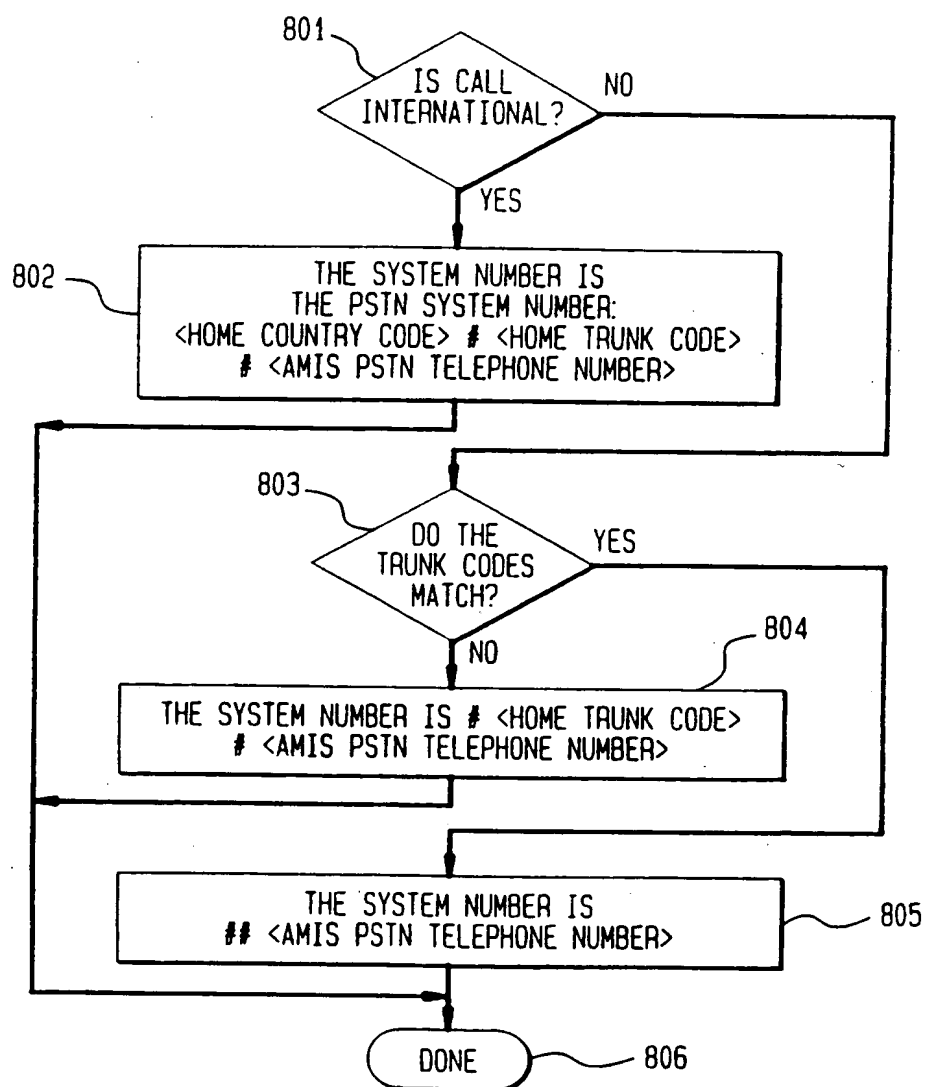 801
IS CALL
INTERNATIONAL?
NO
YES
802
THE SYSTEM NUMBER IS
THE PSTN SYSTEM NUMBER:
<HOME COUNTRY CODE> # <HOME TRUNK CODE>
# <AMIS PSTN TELEPHONE NUMBER>
803
DO THE
TRUNK CODES
MATCH?
YES
NO
804
THE SYSTEM NUMBER IS # <HOME TRUNK CODE>
# <AMIS PSTN TELEPHONE NUMBER>
THE SYSTEM NUMBER IS
## <AMIS PSTN TELEPHONE NUMBER>
805
DONE
806